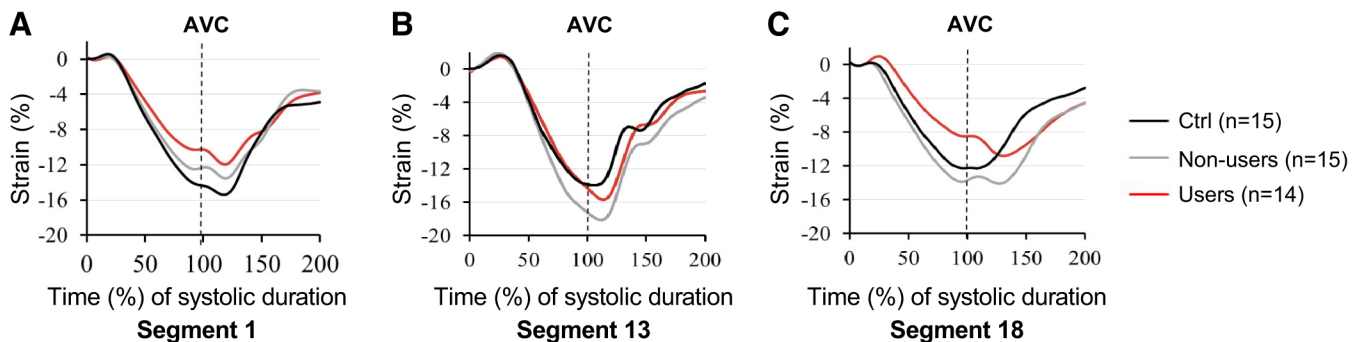 A
AVC
Strain (%)
0
-4
-8
-12
-16
-20
0
50
100
150
200
Time (%) of systolic duration
Segment 1
B
AVC
Strain (%)
0
-4
-8
-12
-16
-20
0
50
100
150
200
Time (%) of systolic duration
Segment 13
C
AVC
Strain (%)
0
-4
-8
-12
-16
-20
0
50
100
150
200
Time (%) of systolic duration
Segment 18
Ctrl (n=15)
Non-users (n=15)
Users (n=14)